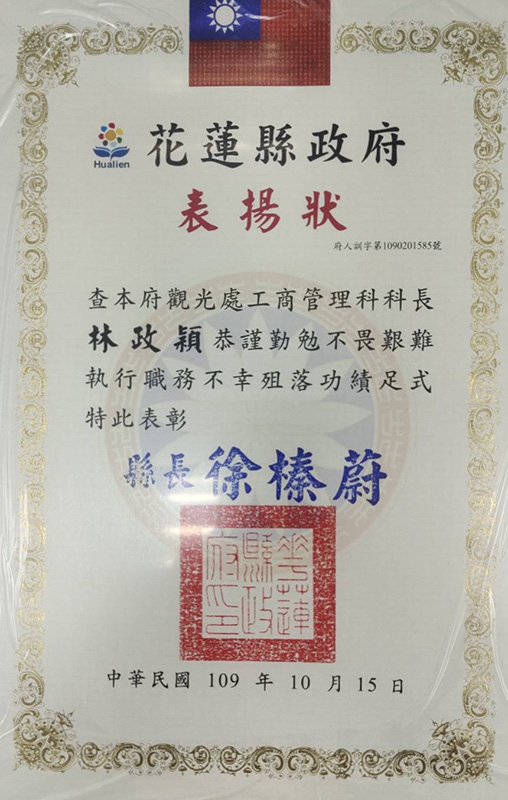 Hualien
花蓮縣政府
表揚狀
府人訓字第1090201585號
查本府觀光處工商管理科科長
林政穎恭謹勤勉不畏艱難
執行職務不幸殂落功績足式
特此表彰
縣長徐榛蔚
花蓮縣政府印
中華民國 109 年 10 月 15 日